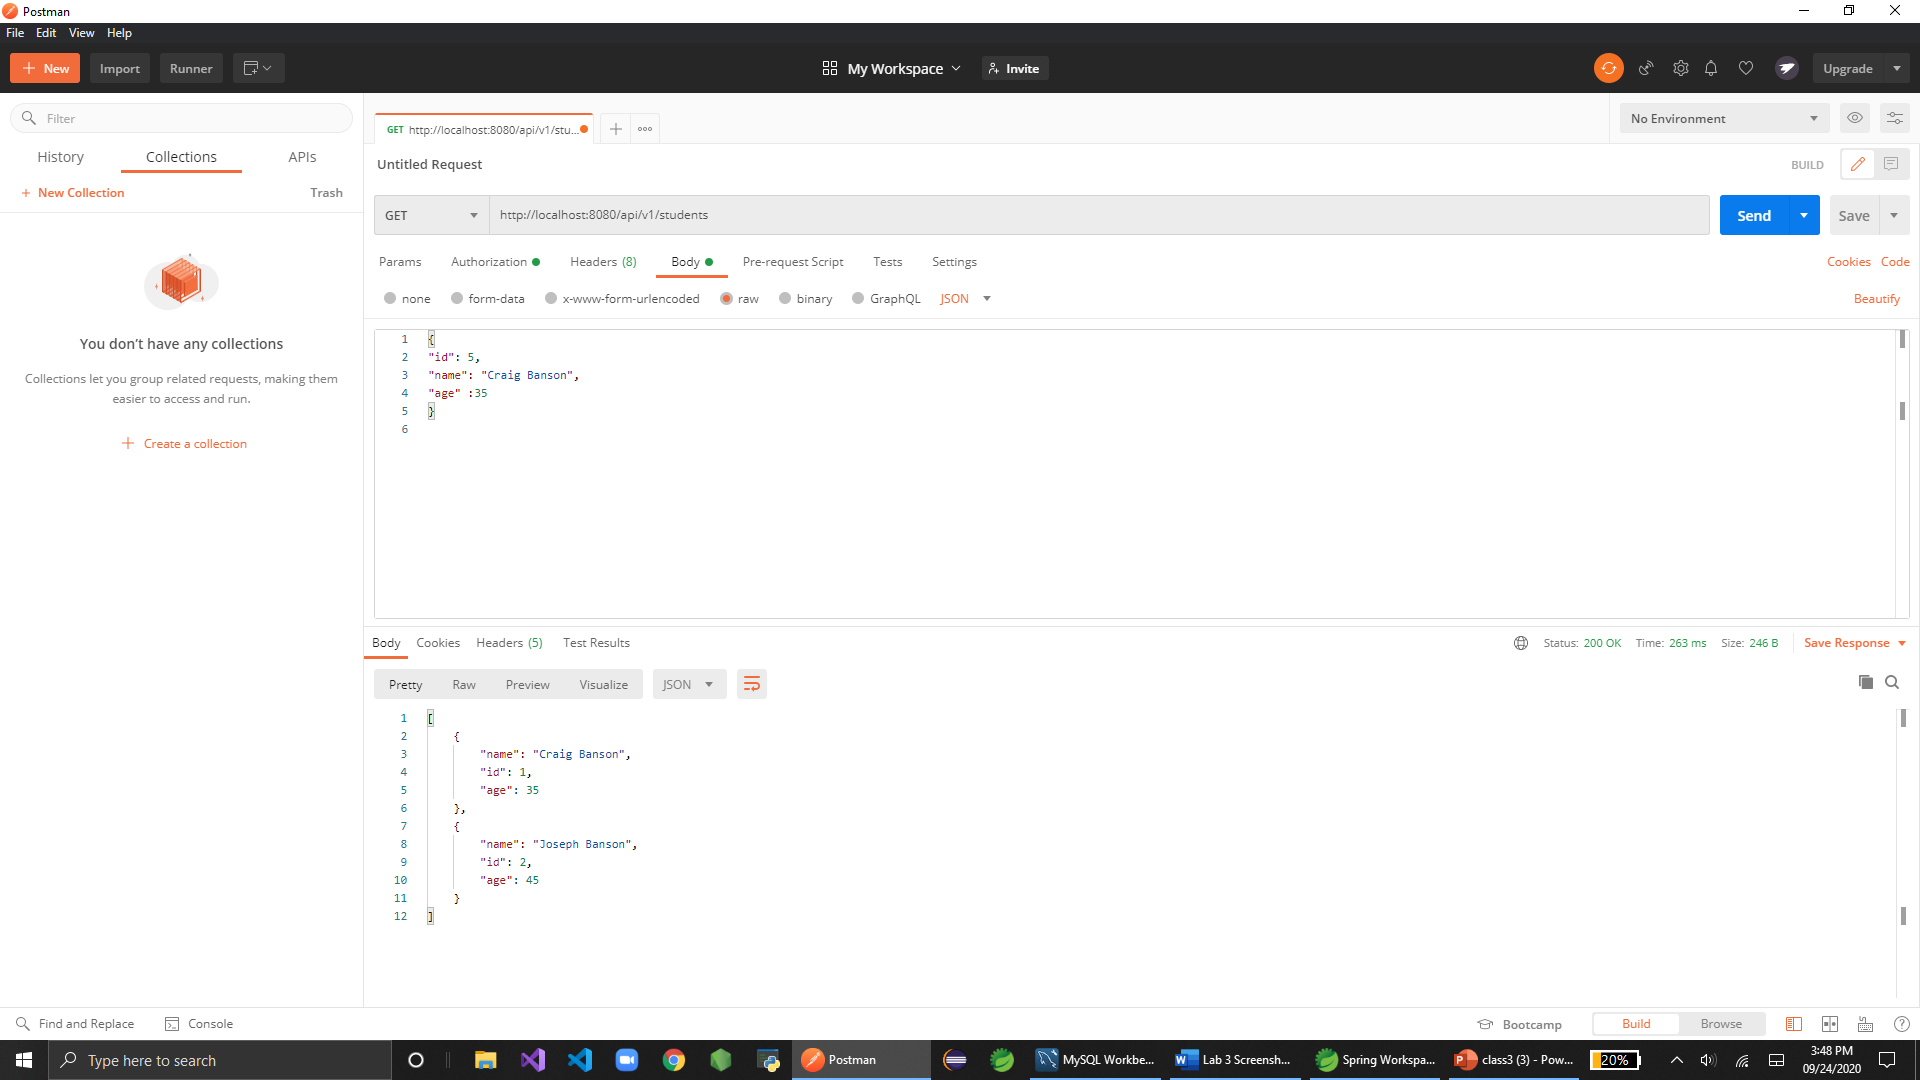 Postman
File Edit View Help
New Import Runner My Workspace Invite Upgrade
Filter
History Collections APIs
New Collection Trash
You don’t have any collections
Collections let you group related requests, making them
easier to access and run.
Create a collection
GET http://localhost:8080/api/v1/stu...
No Environment
Untitled Request BUILD
GET http://localhost:8080/api/v1/students Send Save
Params Authorization Headers (8) Body Pre-request Script Tests Settings Cookies Code
none form-data x-www-form-urlencoded raw binary GraphQL JSON Beautify
1 {
2 "id": 5,
3 "name": "Craig Banson",
4 "age" :35
5 }
6
Body Cookies Headers (5) Test Results Status: 200 OK Time: 263 ms Size: 246 B Save Response
Pretty Raw Preview Visualize JSON
1 [
2 {
3 "name": "Craig Banson",
4 "id": 1,
5 "age": 35
6 },
7 {
8 "name": "Joseph Banson",
9 "id": 2,
10 "age": 45
11 }
12 ]
Find and Replace Console Bootcamp Build Browse
Type here to search Postman MySQL Workbe... Lab 3 Screensh... Spring Workspa... class3 (3) - Pow... 20% 3:48 PM
09/24/2020